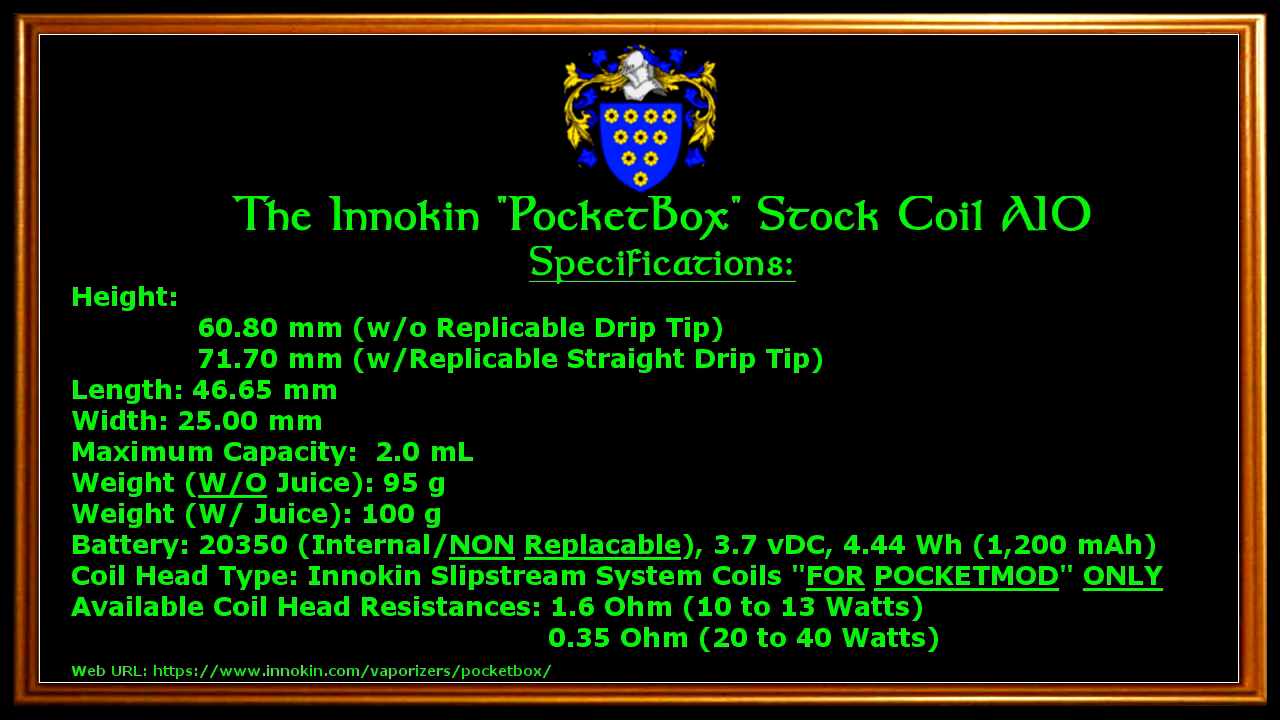 The Innokin "PocketBox" Stock Coil AIO
Specifications:
Height:
60.80 mm (w/o Replicable Drip Tip)
71.70 mm (w/Replicable Straight Drip Tip)
Length: 46.65 mm
Width: 25.00 mm
Maximum Capacity:  2.0 mL
Weight (W/O Juice): 95 g
Weight (W/ Juice): 100 g
Battery: 20350 (Internal/NON Replacable), 3.7 vDC, 4.44 Wh (1,200 mAh)
Coil Head Type: Innokin Slipstream System Coils "FOR POCKETMOD" ONLY
Available Coil Head Resistances: 1.6 Ohm (10 to 13 Watts)
0.35 Ohm (20 to 40 Watts)
Web URL: https://www.innokin.com/vaporizers/pocketbox/